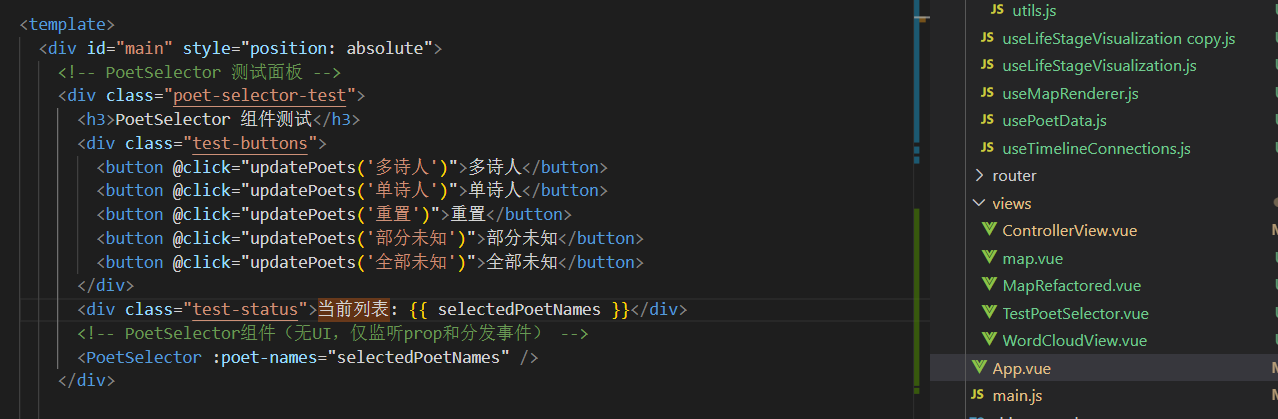 <template>
<div id="main" style="position: absolute">
<!-- PoetSelector 测试面板 -->
<div class="poet-selector-test">
<h3>PoetSelector 组件测试</h3>
<div class="test-buttons">
<button @click="updatePoets('多诗人')">多诗人</button>
<button @click="updatePoets('单诗人')">单诗人</button>
<button @click="updatePoets('重置')">重置</button>
<button @click="updatePoets('部分未知')">部分未知</button>
<button @click="updatePoets('全部未知')">全部未知</button>
</div>
<div class="test-status">当前列表: {{ selectedPoetNames }}</div>
<!-- PoetSelector组件（无UI，仅监听prop和分发事件） -->
<PoetSelector :poet-names="selectedPoetNames" />
</div>
JS utils.js
JS useLifeStageVisualization copy.js
JS useLifeStageVisualization.js
JS useMapRenderer.js
JS usePoetData.js
JS useTimelineConnections.js
router
views
ControllerView.vue
map.vue
MapRefactored.vue
TestPoetSelector.vue
WordCloudView.vue
App.vue
JS main.js